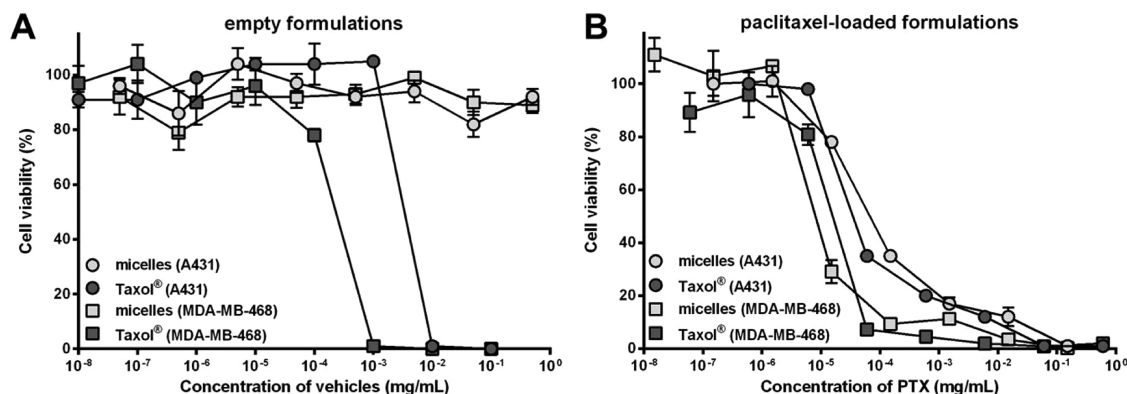 A
empty formulations
Cell viability (%)
100
80
60
40
20
0
micelles (A431)
Taxol® (A431)
micelles (MDA-MB-468)
Taxol® (MDA-MB-468)
10⁻⁸ 10⁻⁷ 10⁻⁶ 10⁻⁵ 10⁻⁴ 10⁻³ 10⁻² 10⁻¹ 10⁰
Concentration of vehicles (mg/mL)
B
paclitaxel-loaded formulations
Cell viability (%)
100
80
60
40
20
0
micelles (A431)
Taxol® (A431)
micelles (MDA-MB-468)
Taxol® (MDA-MB-468)
10⁻⁸ 10⁻⁷ 10⁻⁶ 10⁻⁵ 10⁻⁴ 10⁻³ 10⁻² 10⁻¹ 10⁰
Concentration of PTX (mg/mL)